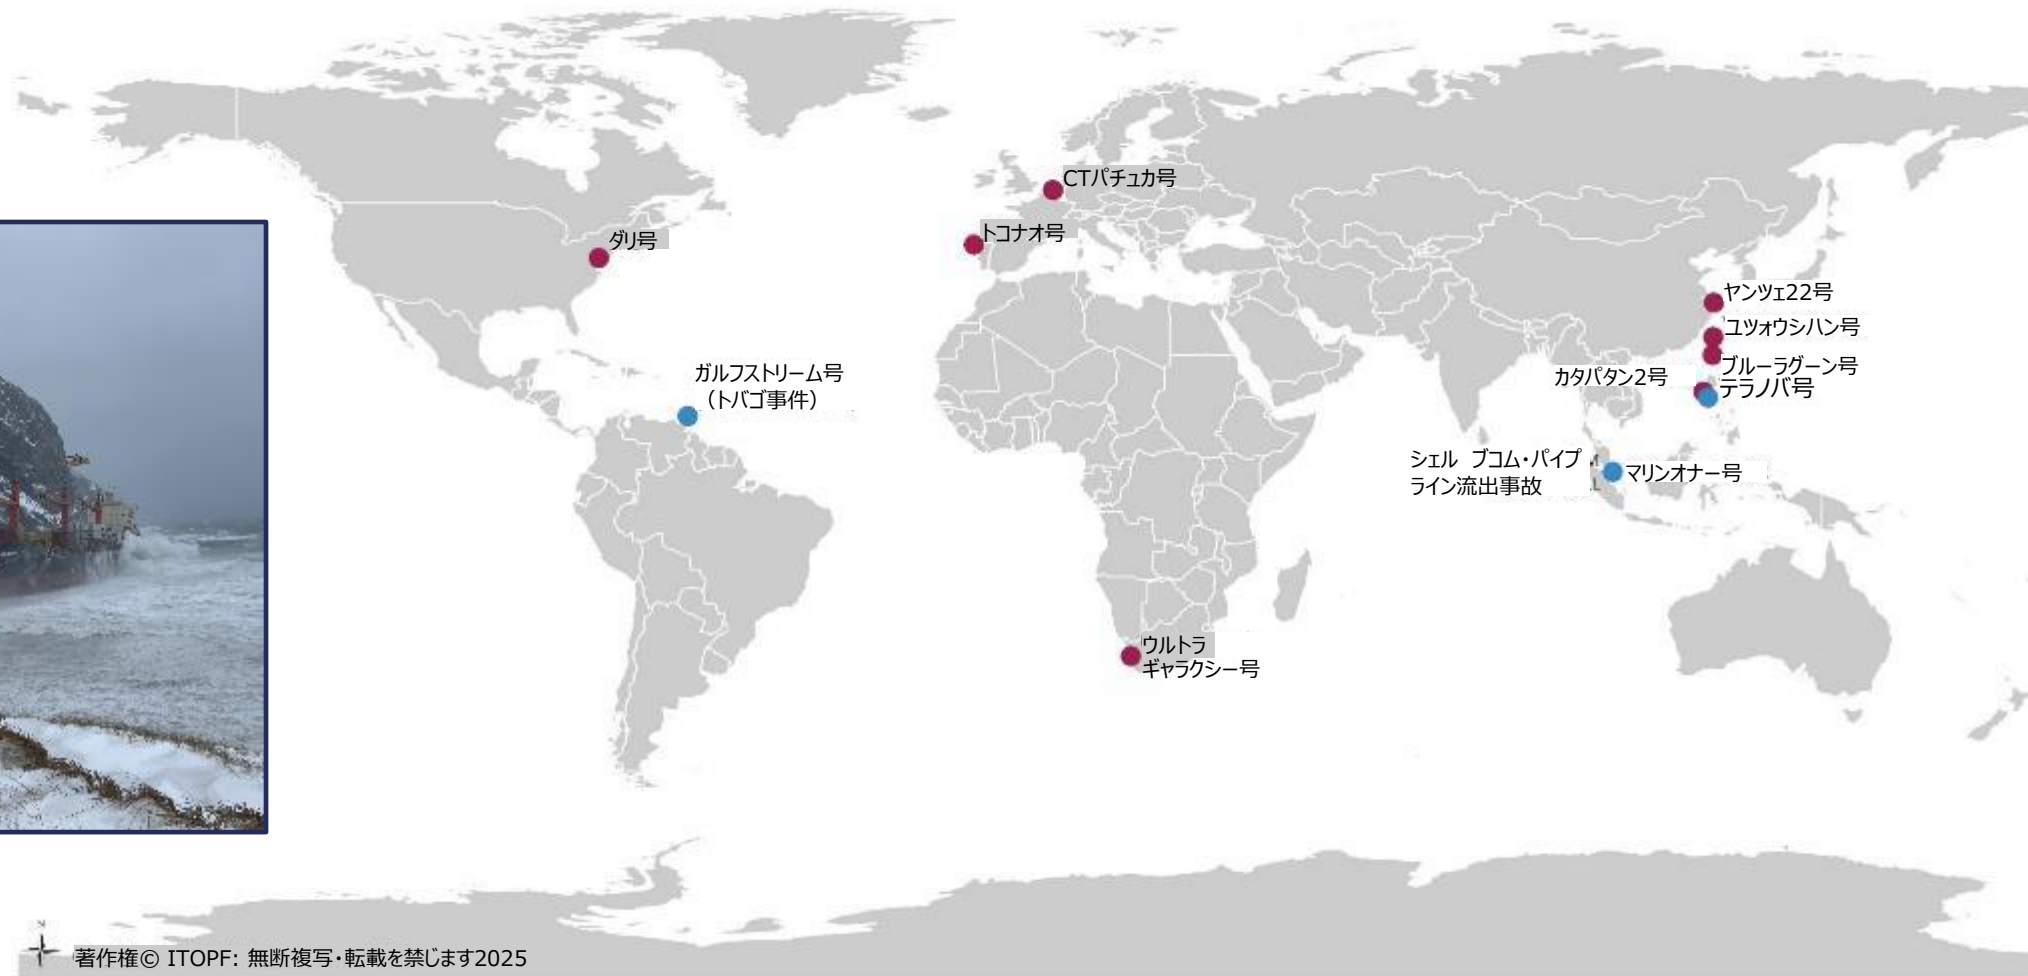 CTパチュカ号
ダリ号
トコナオ号
ヤンツェ22号
ユツォウシハン号
ガルフストリーム号
（トバゴ事件）
カタパタン2号
ブルーラグーン号
テラノバ号
シェル ブコム・パイプ
ライン流出事故
マリンオナー号
ウルトラ
ギャラクシー号
著作権© ITOPF: 無断複写・転載を禁じます2025